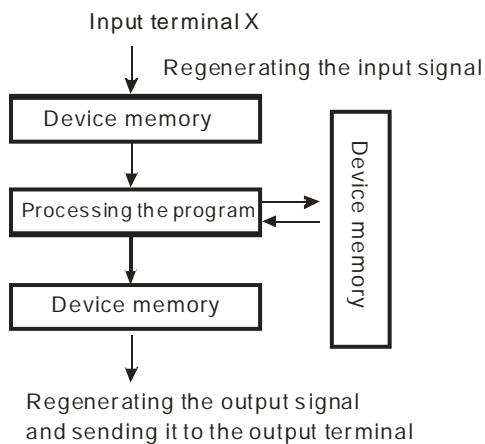 Input terminal X
Regenerating the input signal
Device memory
Processing the program
Device memory
Device memory
Regenerating the output signal
and sending it to the output terminal